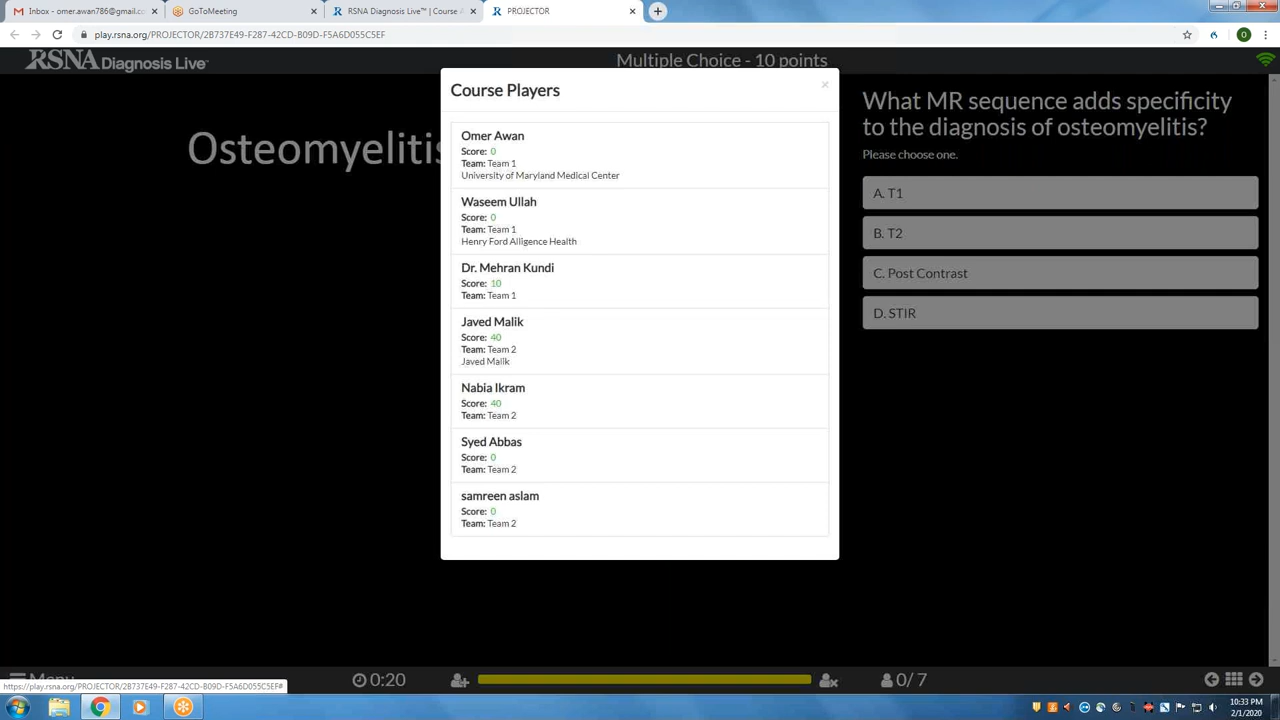 Inbox - omer.awan786@gmail.c
GoToMeeting
RSNA Diagnosis Live™ | Course A
PROJECTOR
play.rsna.org/PROJECTOR/2B737E49-F287-42CD-B09D-F5A6D055C5EF
O
RSNA Diagnosis Live™
Multiple Choice - 10 points
Osteomyelitis
Course Players
×
Omer Awan
Score: 0
Team: Team 1
University of Maryland Medical Center
Waseem Ullah
Score: 0
Team: Team 1
Henry Ford Alligence Health
Dr. Mehran Kundi
Score: 10
Team: Team 1
Javed Malik
Score: 40
Team: Team 2
Javed Malik
Nabia Ikram
Score: 40
Team: Team 2
Syed Abbas
Score: 0
Team: Team 2
samreen aslam
Score: 0
Team: Team 2
What MR sequence adds specificity
to the diagnosis of osteomyelitis?
Please choose one.
A. T1
B. T2
C. Post Contrast
D. STIR
Menu
https://play.rsna.org/PROJECTOR/2B737E49-F287-42CD-B09D-F5A6D055C5EF#
0:20
0/ 7
10:33 PM
2/1/2020